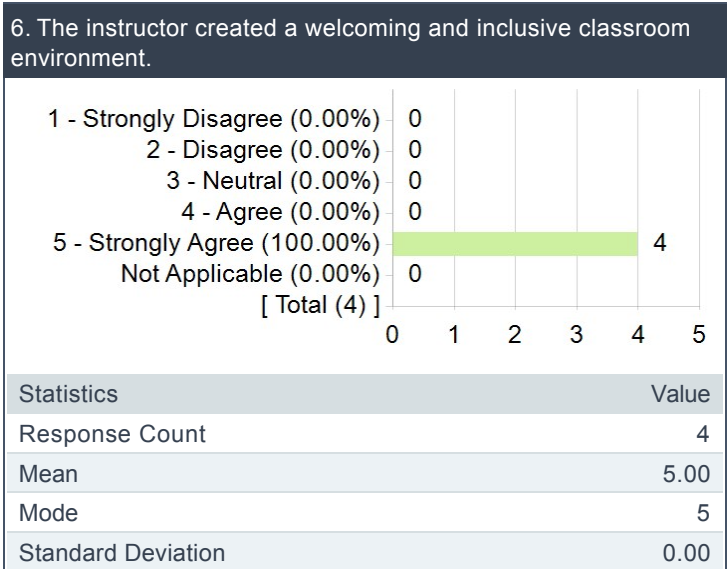 6. The instructor created a welcoming and inclusive classroom
environment.
1 - Strongly Disagree (0.00%) 0
2 - Disagree (0.00%) 0
3 - Neutral (0.00%) 0
4 - Agree (0.00%) 0
5 - Strongly Agree (100.00%) 4
Not Applicable (0.00%) 0
[ Total (4) ]
0 1 2 3 4 5
Statistics Value
Response Count 4
Mean 5.00
Mode 5
Standard Deviation 0.00